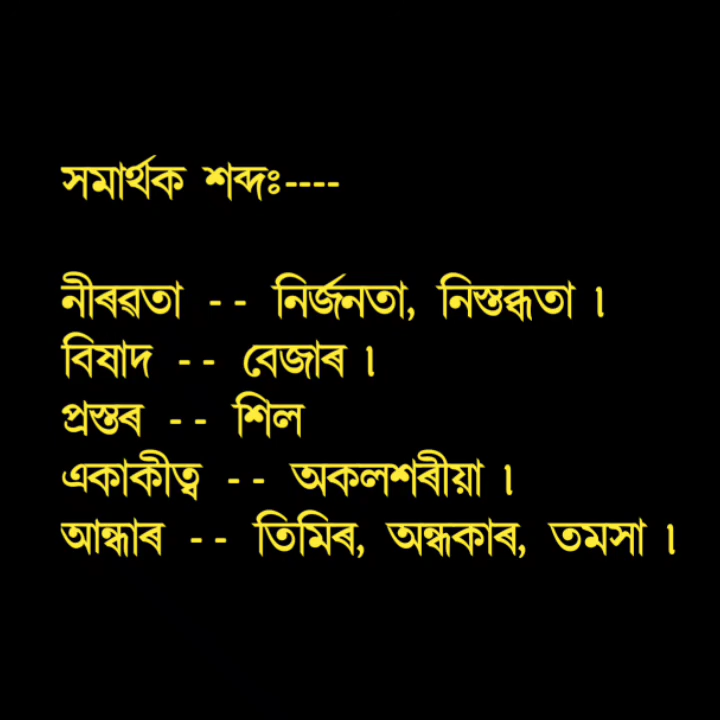 সমাৰ্থক শব্দঃ----
নীৰৱতা -- নিৰ্জনতা, নিস্তব্ধতা ।
বিষাদ -- বেজাৰ ।
প্ৰস্তৰ -- শিল
একাকীত্ব -- অকলশৰীয়া ।
আন্ধাৰ -- তিমিৰ, অন্ধকাৰ, তমসা ।